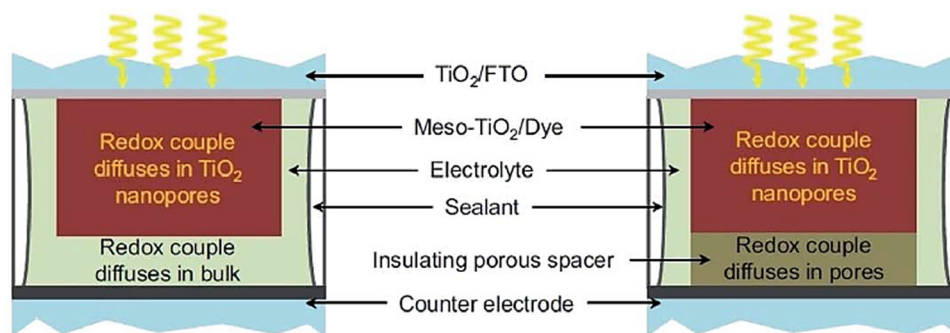 TiO₂/FTO
Meso-TiO₂/Dye
Electrolyte
Sealant
Insulating porous spacer
Counter electrode
Redox couple
diffuses in TiO₂
nanopores
Redox couple
diffuses in bulk
Redox couple
diffuses in TiO₂
nanopores
Redox couple
diffuses in pores